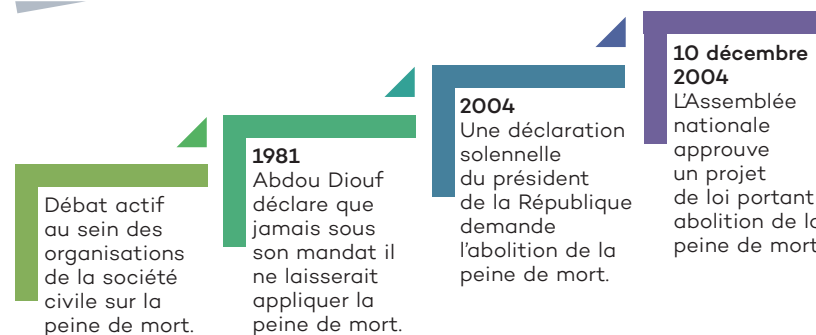 Débat actif
au sein des
organisations
de la société
civile sur la
peine de mort.
1981
Abdou Diouf
déclare que
jamais sous
son mandat il
ne laisserait
appliquer la
peine de mort.
2004
Une déclaration
solennelle
du président
de la République
demande
l’abolition de la
peine de mort.
10 décembre
2004
L’Assemblée
nationale
approuve
un projet
de loi portant
abolition de
peine de mort